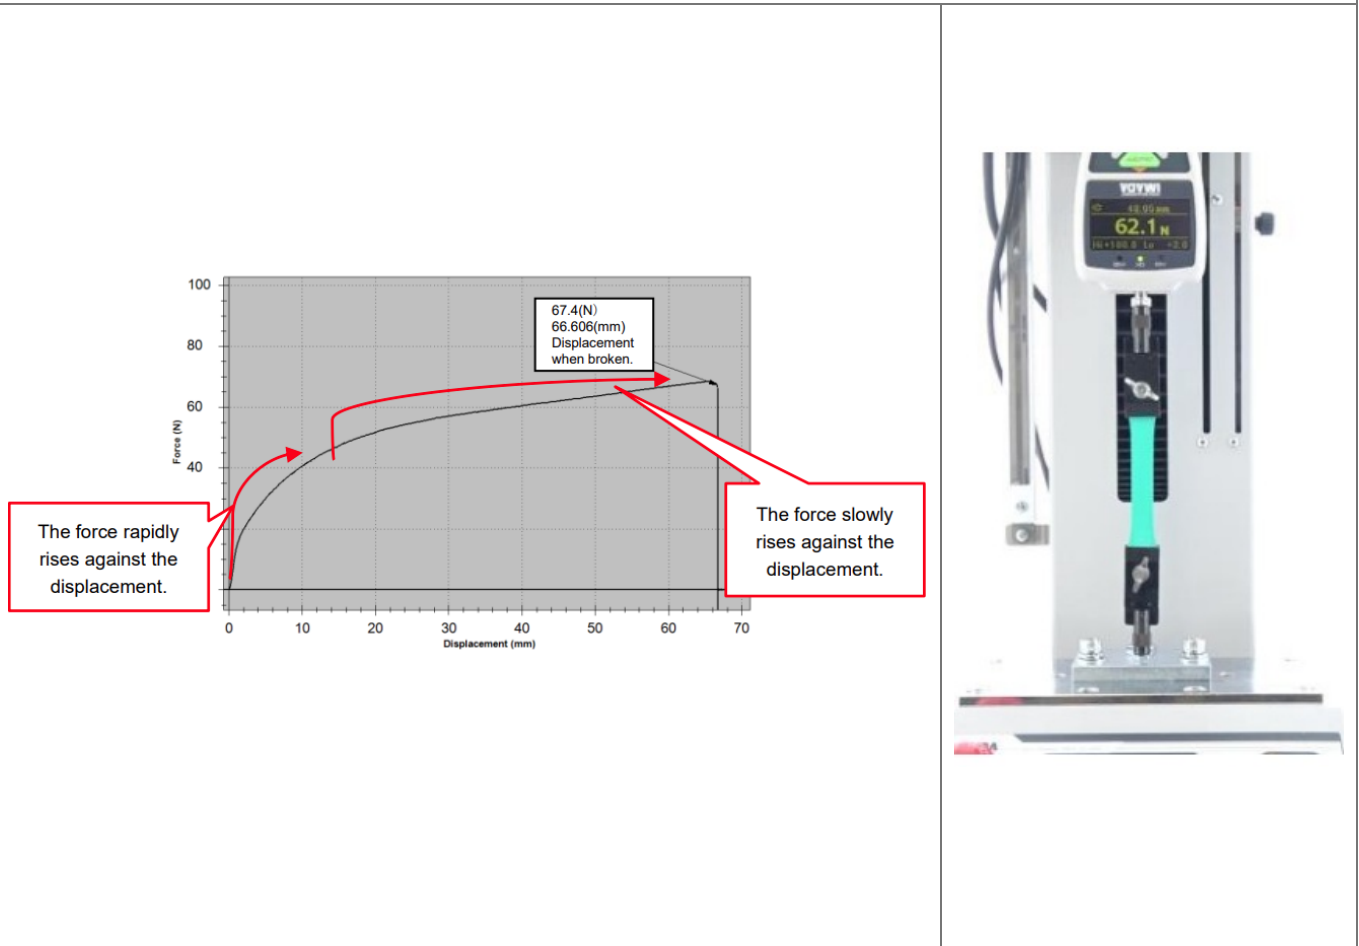 100
80
60
40
Force (N)
0
10
20
30
40
50
60
70
Displacement (mm)
67.4(N)
66.606(mm)
Displacement
when broken.
The force rapidly
rises against the
displacement.
The force slowly
rises against the
displacement.
IMADA
62.1 N